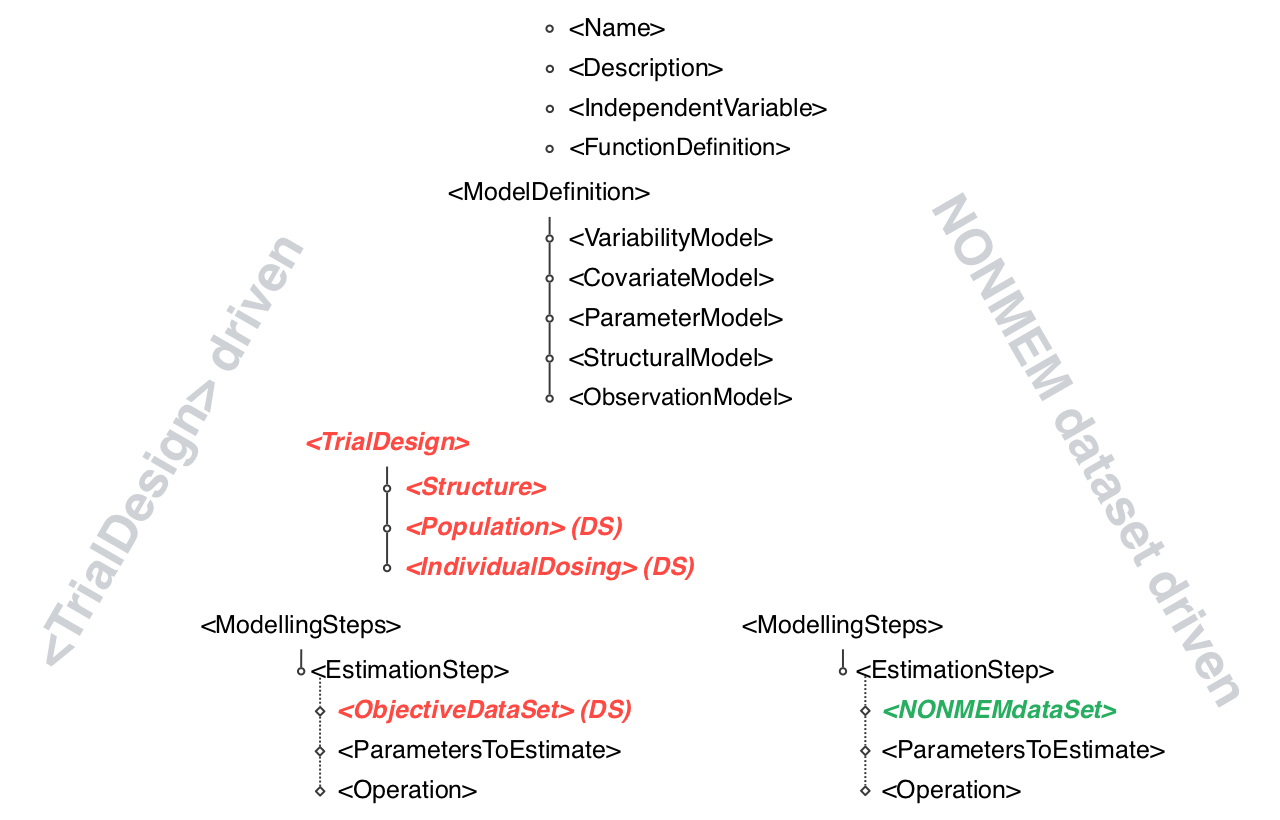 <Name>
<Description>
<IndependentVariable>
<FunctionDefinition>
<ModelDefinition>
<VariabilityModel>
<CovariateModel>
<ParameterModel>
<StructuralModel>
<ObservationModel>
<TrialDesign> driven
NONMEM dataset driven
<TrialDesign>
<Structure>
<Population> (DS)
<IndividualDosing> (DS)
<ModellingSteps>
<EstimationStep>
<ObjectiveDataSet> (DS)
<ParametersToEstimate>
<Operation>
<ModellingSteps>
<EstimationStep>
<NONMEMdataSet>
<ParametersToEstimate>
<Operation>